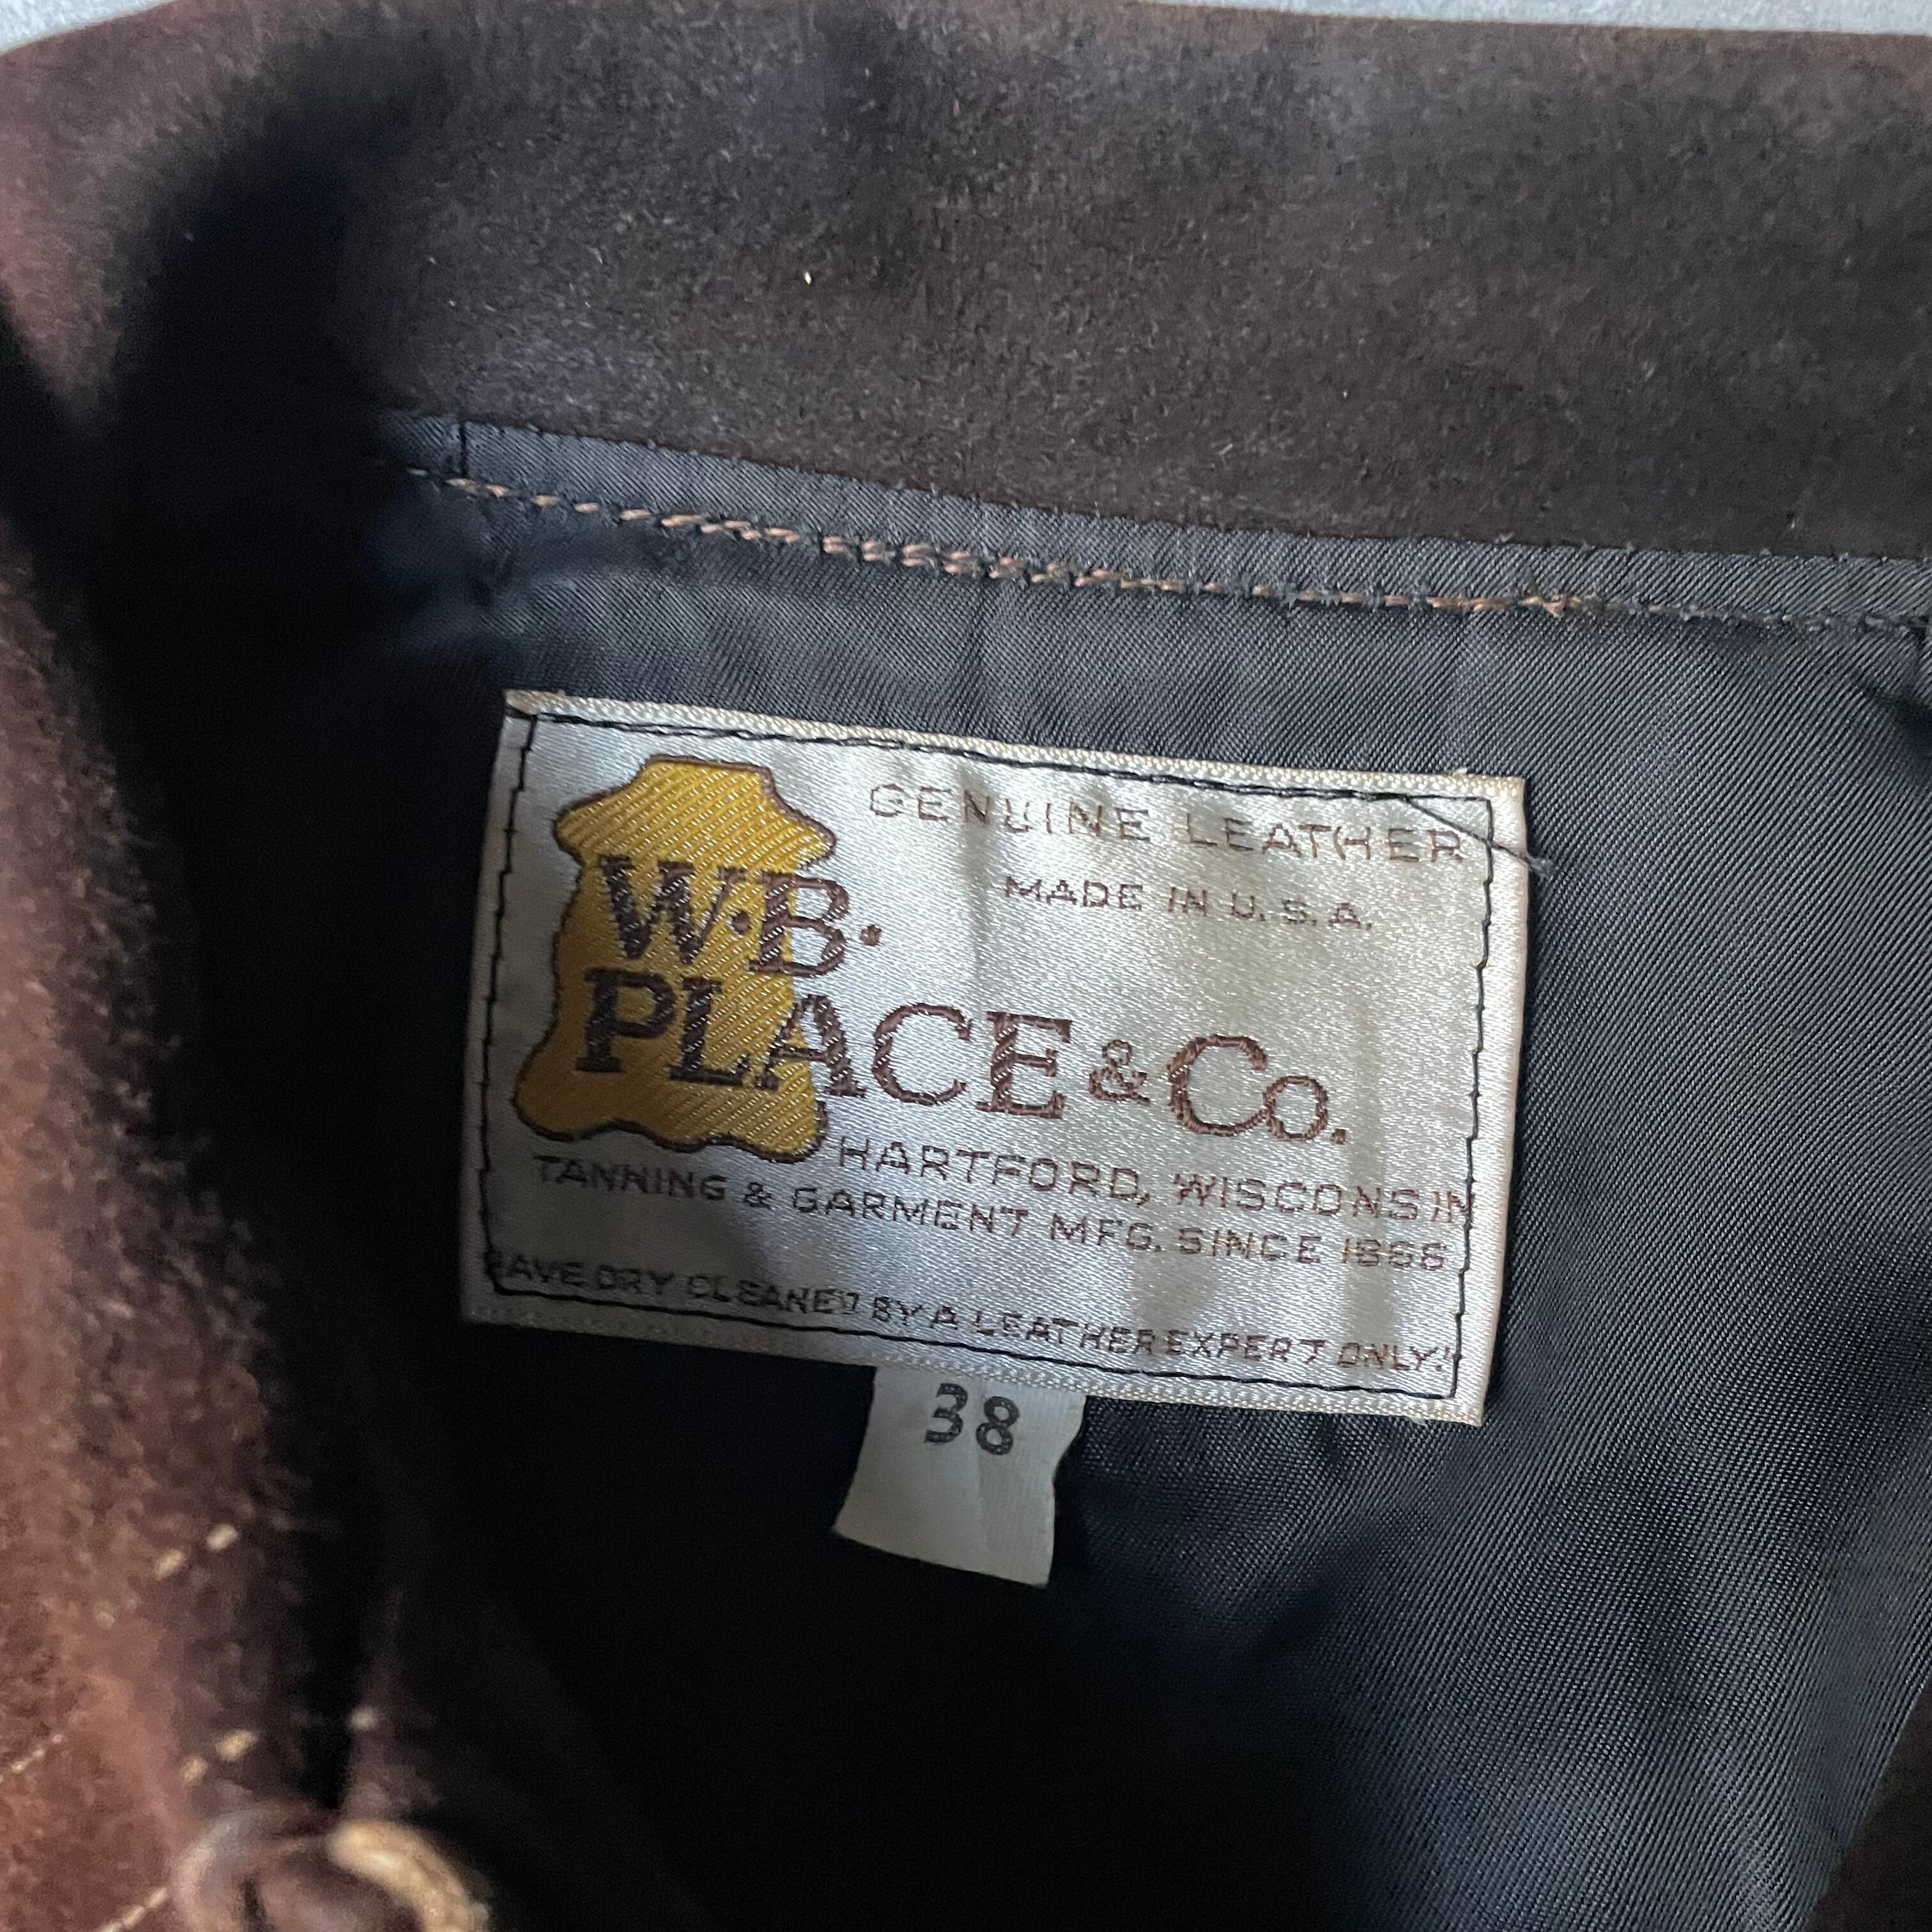 GENUINE LEATHER
MADE IN U.S.A.
W.B.
PLACE & Co.
HARTFORD, WISCONSIN
TANNING & GARMENT MFG. SINCE 1866
HAVE DRY CLEANED BY A LEATHER EXPERT ONLY!!
38